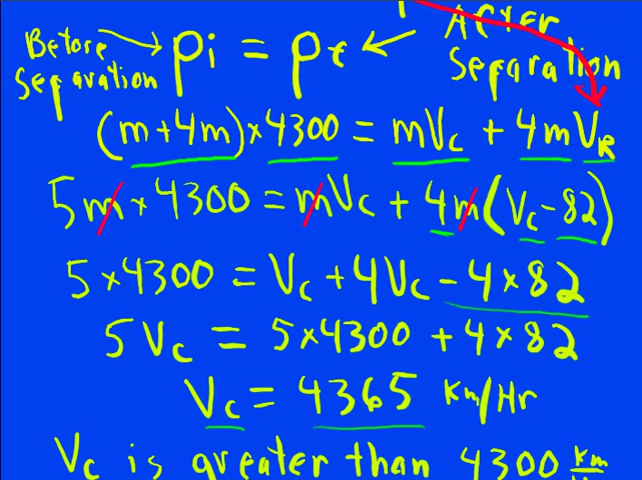 Before Separation pi = pf After Separation
(m+4m)×4300 = mVc + 4mVR
5m×4300 = mVc + 4m(Vc-82)
5×4300 = Vc + 4Vc - 4×82
5Vc = 5×4300 + 4×82
Vc = 4365 Km/Hr
Vc is greater than 4300 Km